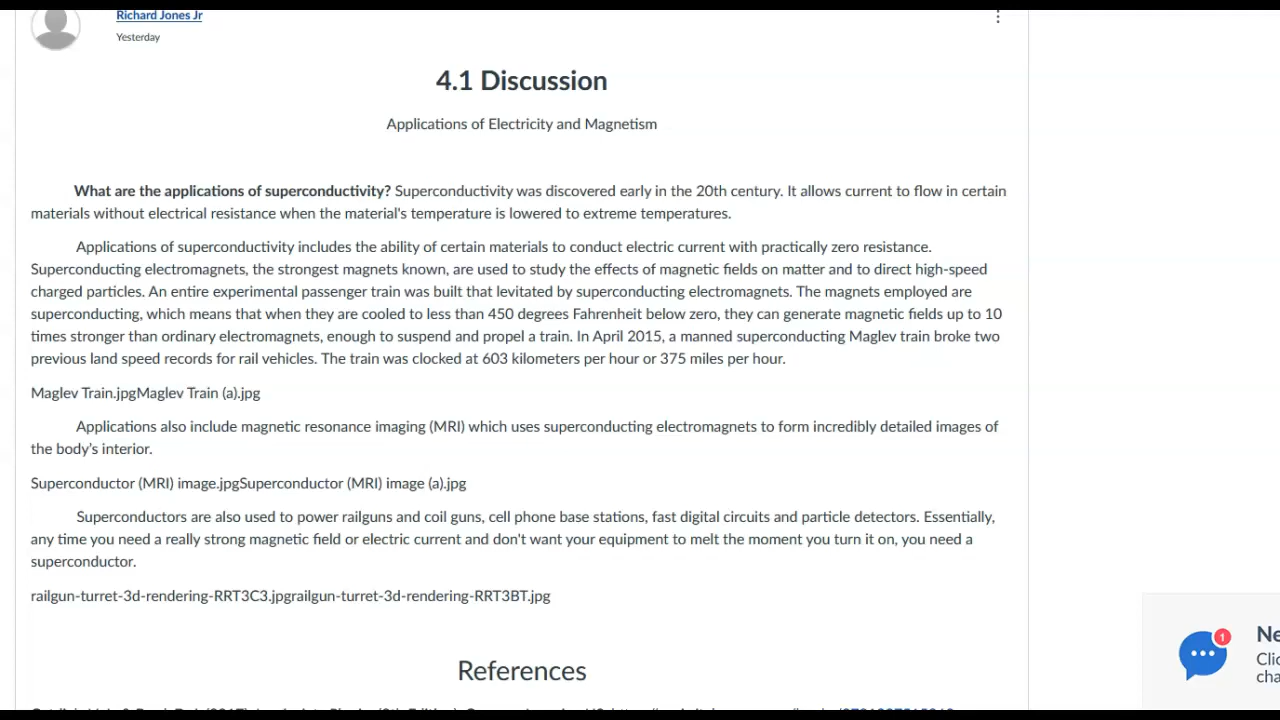 Richard Jones Jr
Yesterday
4.1 Discussion
Applications of Electricity and Magnetism
What are the applications of superconductivity? Superconductivity was discovered early in the 20th century. It allows current to flow in certain
materials without electrical resistance when the material's temperature is lowered to extreme temperatures.
Applications of superconductivity includes the ability of certain materials to conduct electric current with practically zero resistance.
Superconducting electromagnets, the strongest magnets known, are used to study the effects of magnetic fields on matter and to direct high-speed
charged particles. An entire experimental passenger train was built that levitated by superconducting electromagnets. The magnets employed are
superconducting, which means that when they are cooled to less than 450 degrees Fahrenheit below zero, they can generate magnetic fields up to 10
times stronger than ordinary electromagnets, enough to suspend and propel a train. In April 2015, a manned superconducting Maglev train broke two
previous land speed records for rail vehicles. The train was clocked at 603 kilometers per hour or 375 miles per hour.
Maglev Train.jpgMaglev Train (a).jpg
Applications also include magnetic resonance imaging (MRI) which uses superconducting electromagnets to form incredibly detailed images of
the body's interior.
Superconductor (MRI) image.jpgSuperconductor (MRI) image (a).jpg
Superconductors are also used to power railguns and coil guns, cell phone base stations, fast digital circuits and particle detectors. Essentially,
any time you need a really strong magnetic field or electric current and don't want your equipment to melt the moment you turn it on, you need a
superconductor.
railgun-turret-3d-rendering-RRT3C3.jpgrailgun-turret-3d-rendering-RRT3BT.jpg
References
1
Ne
Clic
cha